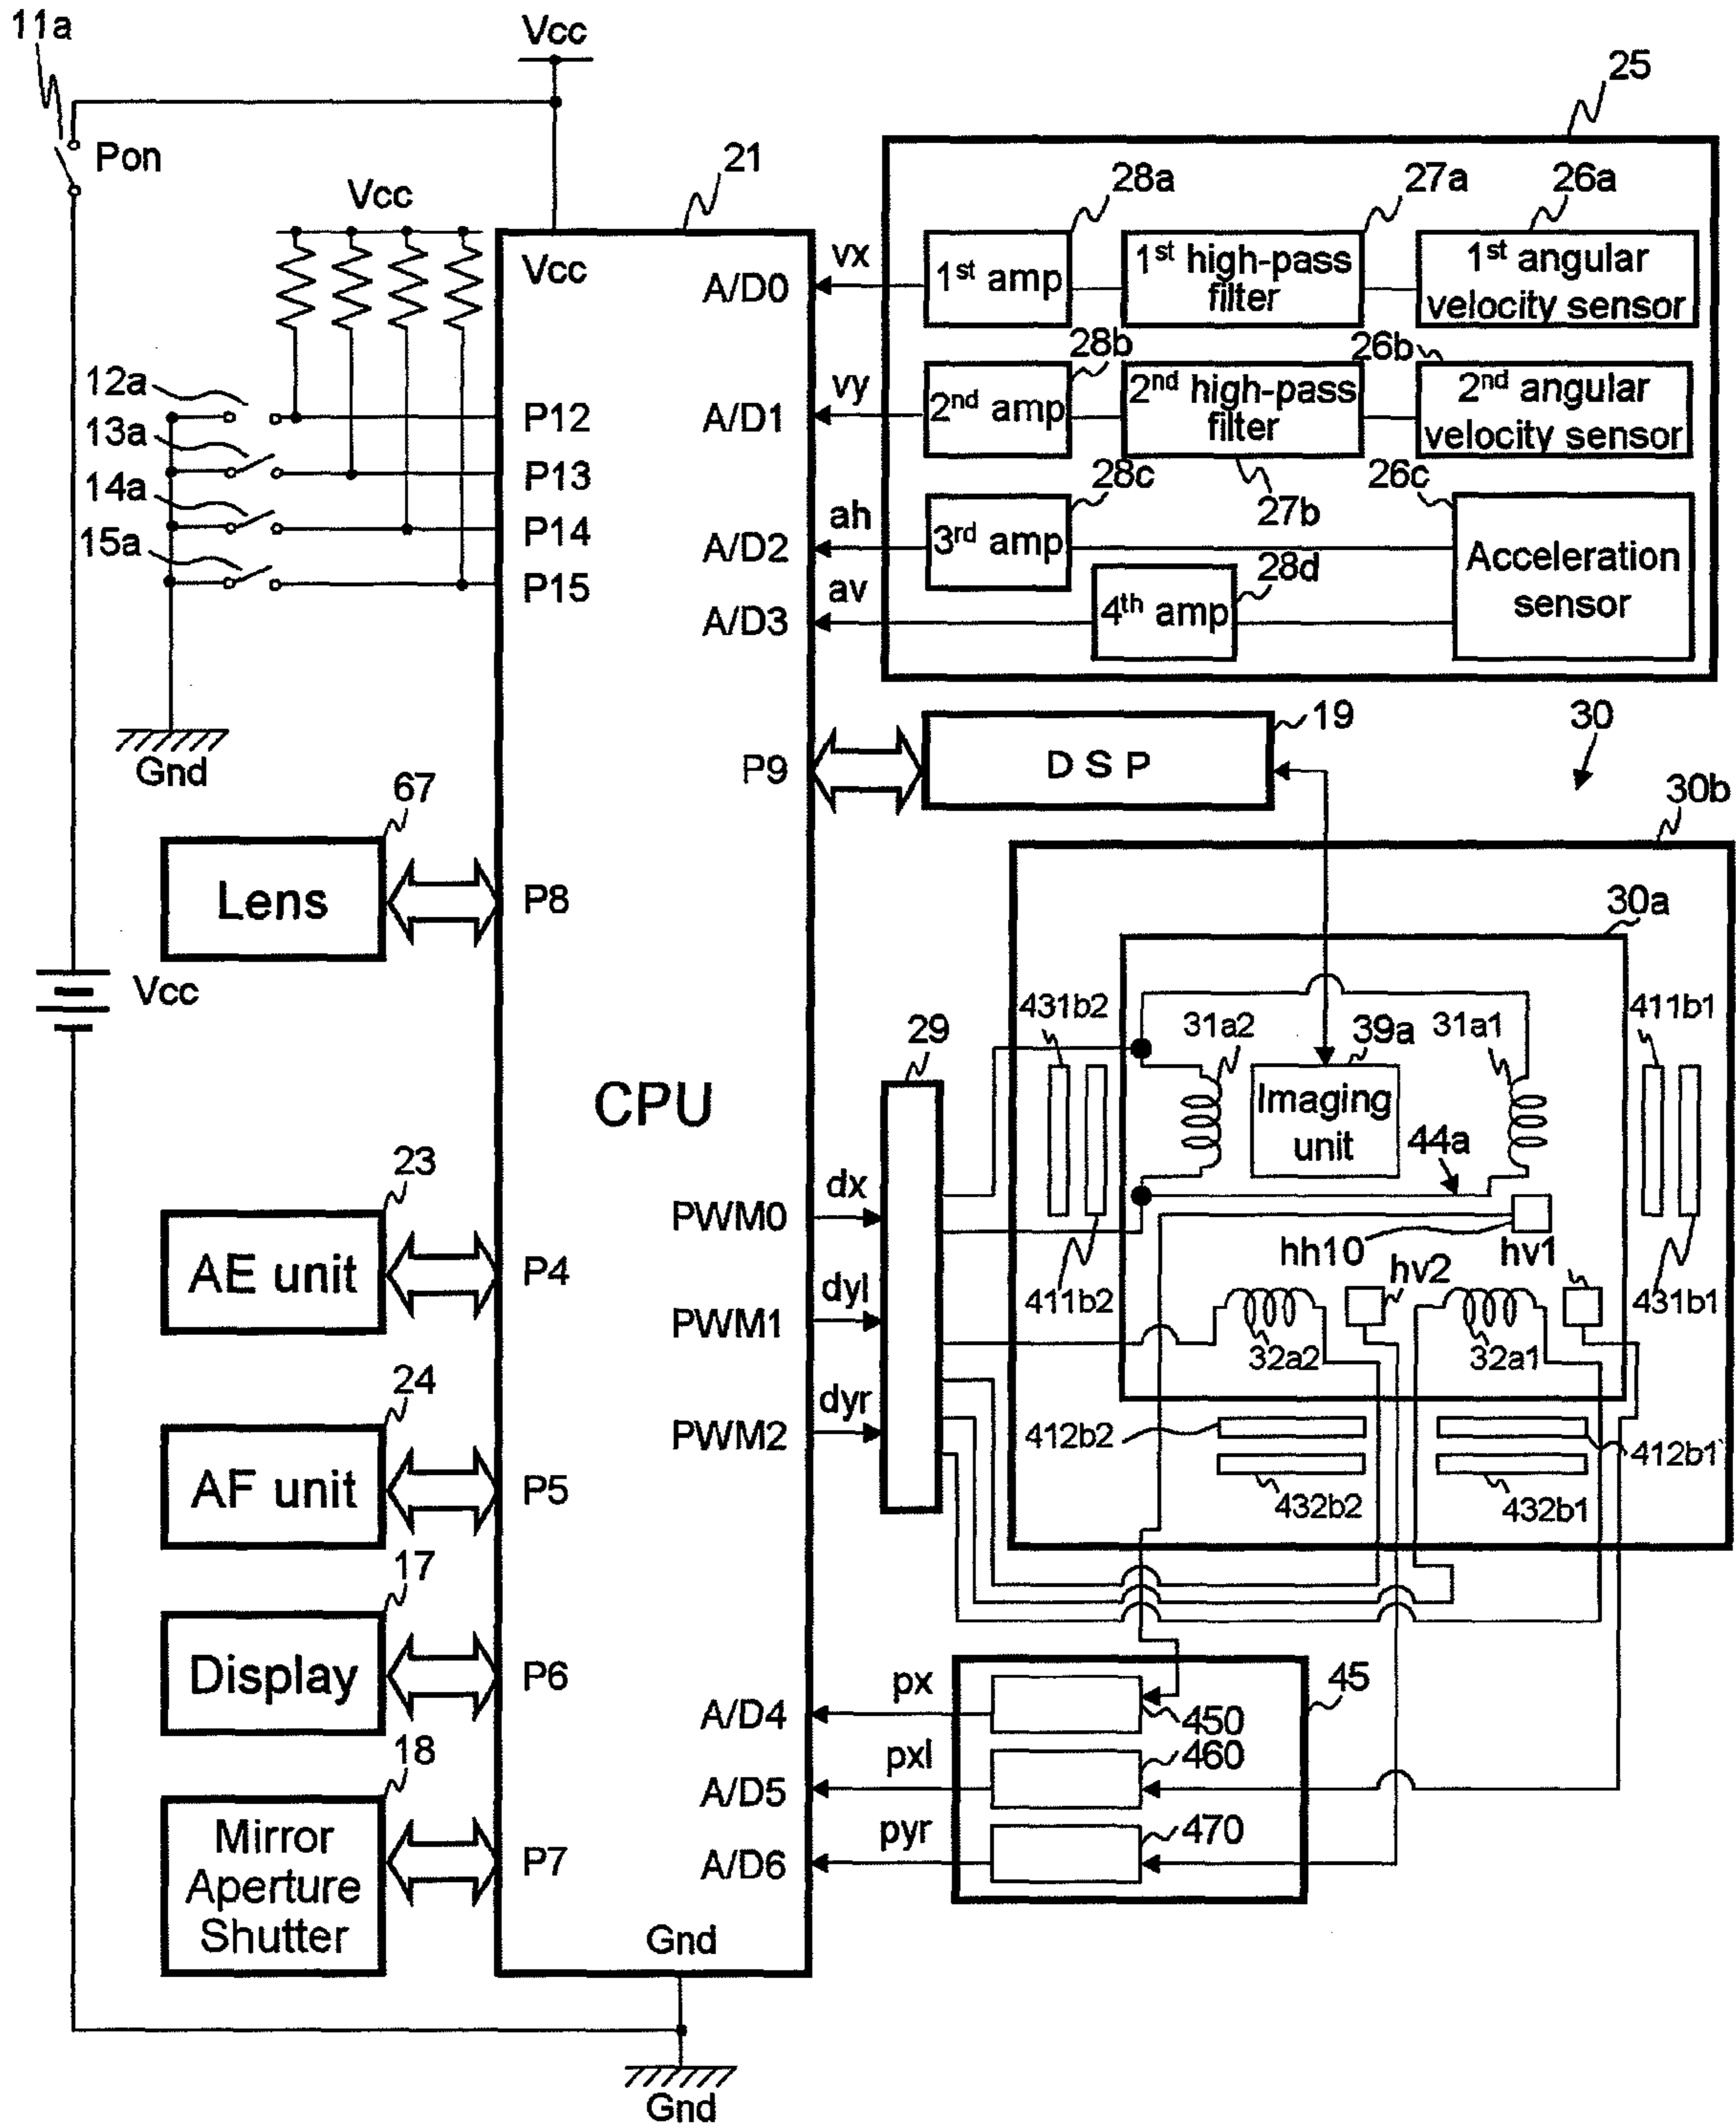 11a
Vcc
Pon
25
21
Vcc
28a
27a
26a
Vcc
A/D0
vx
1st amp
1st high-pass
filter
1st angular
velocity sensor
28b
26b
12a
P12
A/D1
vy
2nd amp
2nd high-pass
filter
2nd angular
velocity sensor
13a
P13
28c
27b
26c
14a
P14
A/D2
ah
3rd amp
28d
Acceleration
sensor
15a
P15
A/D3
av
4th amp
Gnd
P9
DSP
19
30
30b
67
Lens
P8
30a
Vcc
29
431b2
31a2
39a
31a1
411b1
CPU
Imaging
unit
44a
23
AE unit
P4
PWM0
dx
411b2
hh10
hv1
hv2
431b1
PWM1
dyl
32a2
32a1
24
AF unit
P5
PWM2
dyr
412b2
412b1
432b2
432b1
17
Display
P6
A/D4
px
450
45
18
A/D5
pxl
460
Mirror
Aperture
Shutter
P7
A/D6
pyr
470
Gnd
Gnd